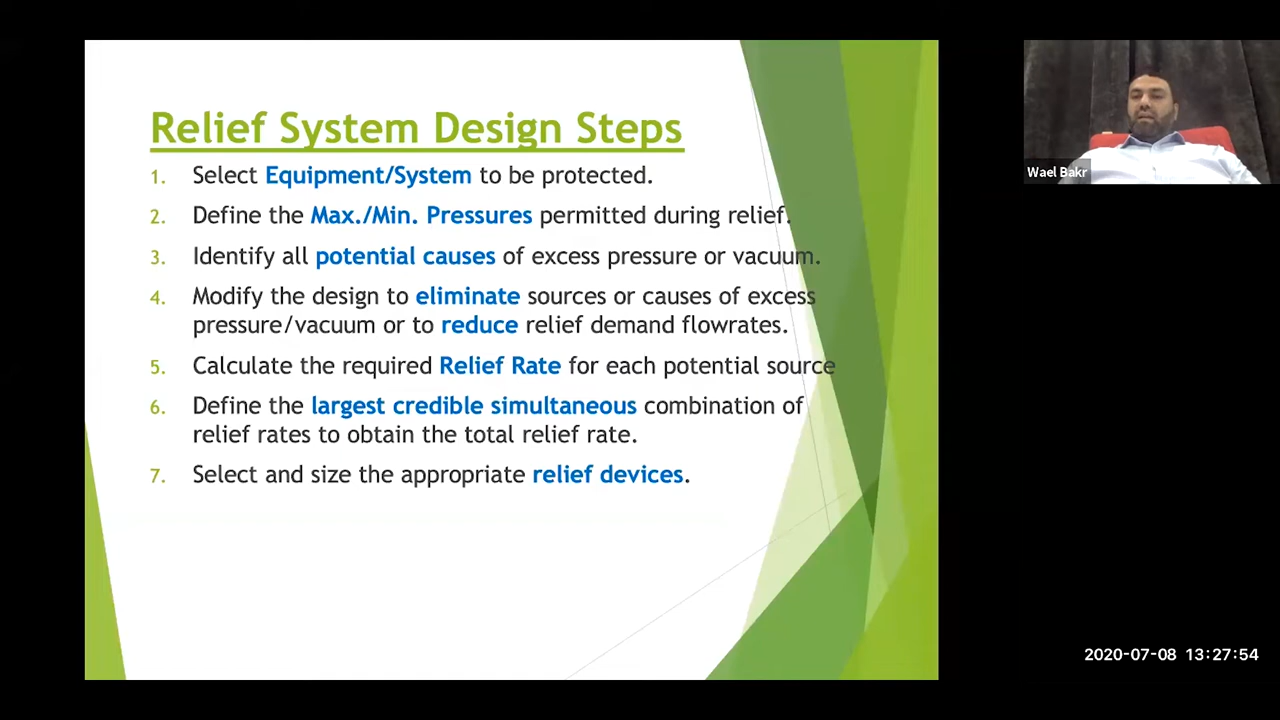 Relief System Design Steps
1. Select Equipment/System to be protected.
2. Define the Max./Min. Pressures permitted during relief.
3. Identify all potential causes of excess pressure or vacuum.
4. Modify the design to eliminate sources or causes of excess
pressure/vacuum or to reduce relief demand flowrates.
5. Calculate the required Relief Rate for each potential source
6. Define the largest credible simultaneous combination of
relief rates to obtain the total relief rate.
7. Select and size the appropriate relief devices.
Wael Bakr
2020-07-08 13:27:54